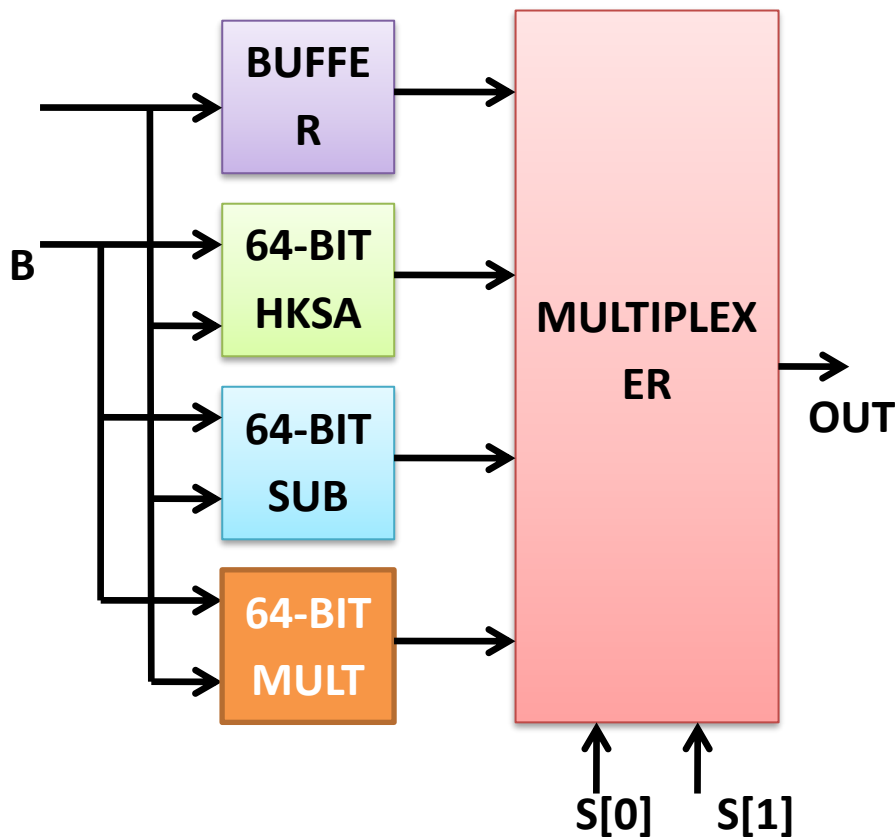 BUFFE
R
B
64-BIT
HKSA
MULTIPLEX
ER
64-BIT
SUB
OUT
64-BIT
MULT
S[0]
S[1]